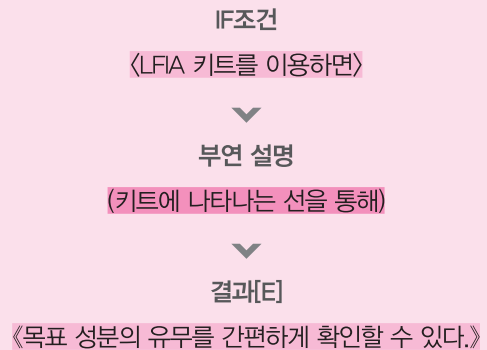 IF조건
〈LFIA 키트를 이용하면〉
부연 설명
(키트에 나타나는 선을 통해)
결과[E]
《목표 성분의 유무를 간편하게 확인할 수 있다.》